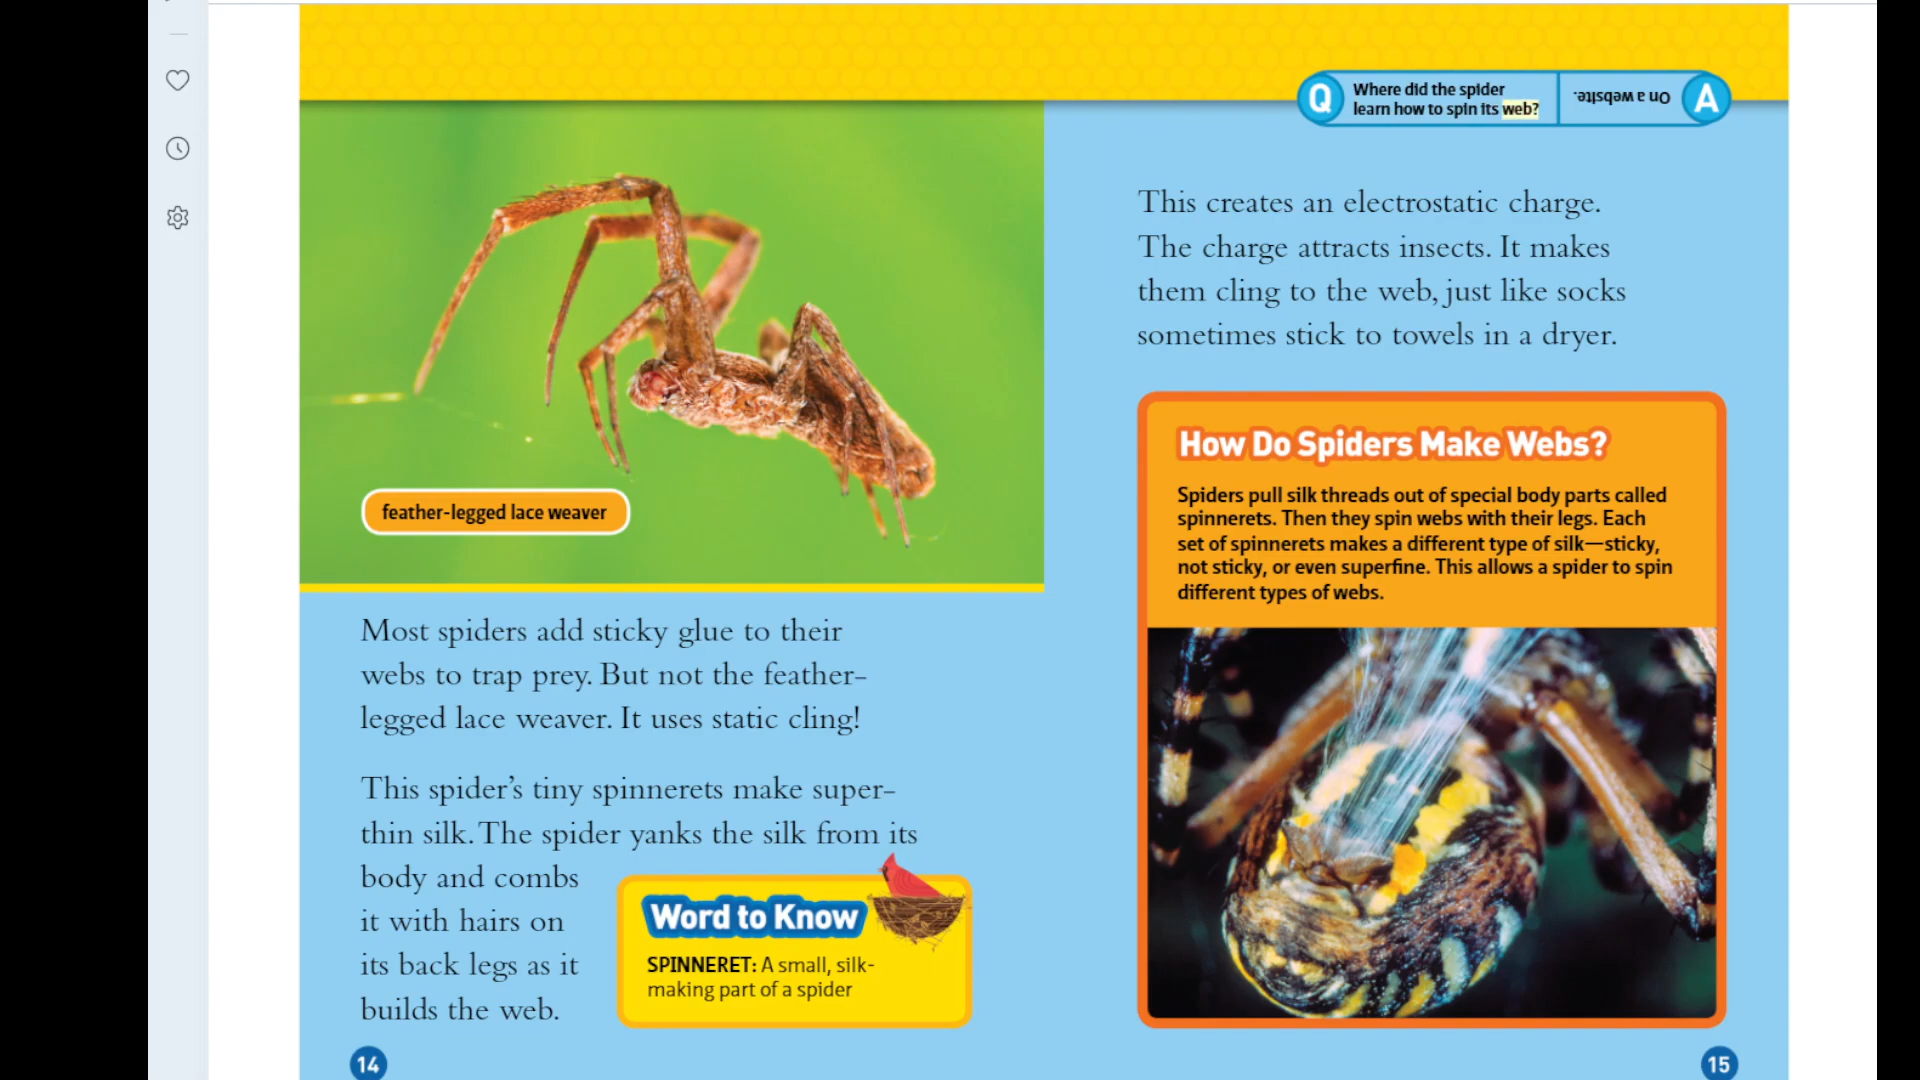 feather-legged lace weaver
Most spiders add sticky glue to their
webs to trap prey. But not the feather-
legged lace weaver. It uses static cling!
This spider’s tiny spinnerets make super-
thin silk. The spider yanks the silk from its
body and combs
it with hairs on
its back legs as it
builds the web.
Word to Know
SPINNERET: A small, silk-
making part of a spider
14
Q
Where did the spider
learn how to spin its web?
On a website.
A
This creates an electrostatic charge.
The charge attracts insects. It makes
them cling to the web, just like socks
sometimes stick to towels in a dryer.
How Do Spiders Make Webs?
Spiders pull silk threads out of special body parts called
spinnerets. Then they spin webs with their legs. Each
set of spinnerets makes a different type of silk—sticky,
not sticky, or even superfine. This allows a spider to spin
different types of webs.
15